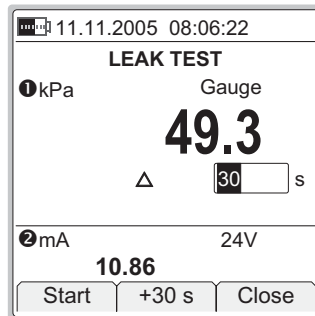 11.11.2005 08:06:22
LEAK TEST
❶kPa Gauge
49.3
Δ 30 s
❷mA 24V
10.86
Start +30 s Close